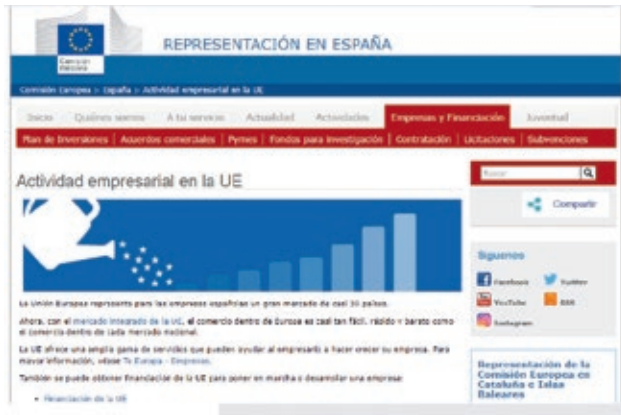 Comisión
Europea
REPRESENTACIÓN EN ESPAÑA
Comisión Europea > España > Actividad empresarial en la UE
Inicio Quiénes somos A tu servicio Actualidad Actividades Empresas y Financiación Juventud
Plan de Inversiones | Acuerdos comerciales | Pymes | Fondos para investigación | Contratación | Licitaciones | Subvenciones
Actividad empresarial en la UE
Buscar
Compartir
La Unión Europea representa para las empresas españolas un gran mercado de casi 30 países.
Ahora, con el mercado integrado de la UE, el comercio dentro de Europa es casi tan fácil, rápido y barato como
el comercio dentro de cada mercado nacional.
La UE ofrece una amplia gama de servicios que pueden ayudar al empresario a hacer crecer su empresa. Para
mayor información, véase Tu Europa - Empresas.
También se puede obtener financiación de la UE para poner en marcha o desarrollar una empresa:
• Financiación de la UE
Síguenos
Facebook Twitter
YouTube RSS
Instagram
Representación de la
Comisión Europea en
Cataluña e Islas
Baleares